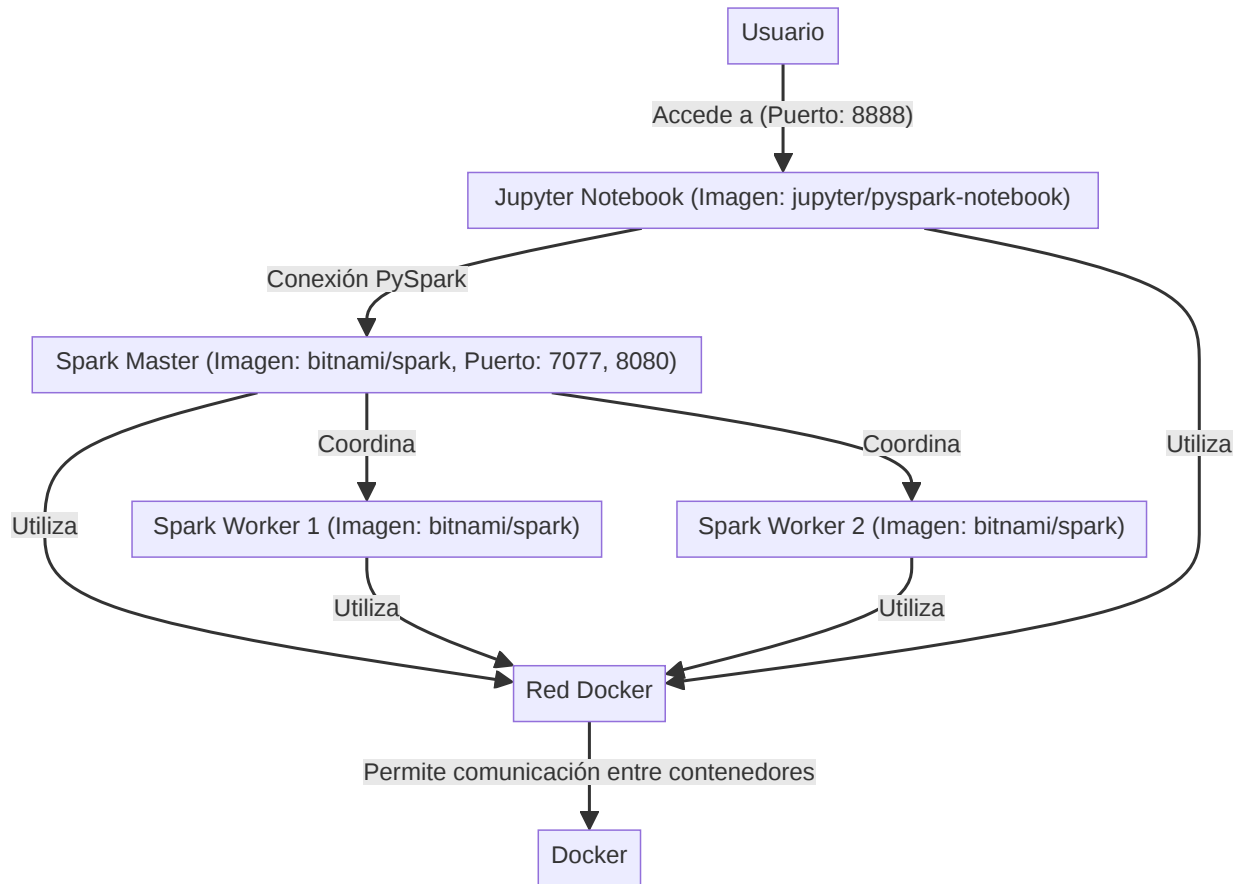 Usuario
Accede a (Puerto: 8888)
Jupyter Notebook (Imagen: jupyter/pyspark-notebook)
Conexión PySpark
Spark Master (Imagen: bitnami/spark, Puerto: 7077, 8080)
Coordina
Coordina
Utiliza
Utiliza
Spark Worker 1 (Imagen: bitnami/spark)
Spark Worker 2 (Imagen: bitnami/spark)
Utiliza
Utiliza
Red Docker
Permite comunicación entre contenedores
Docker